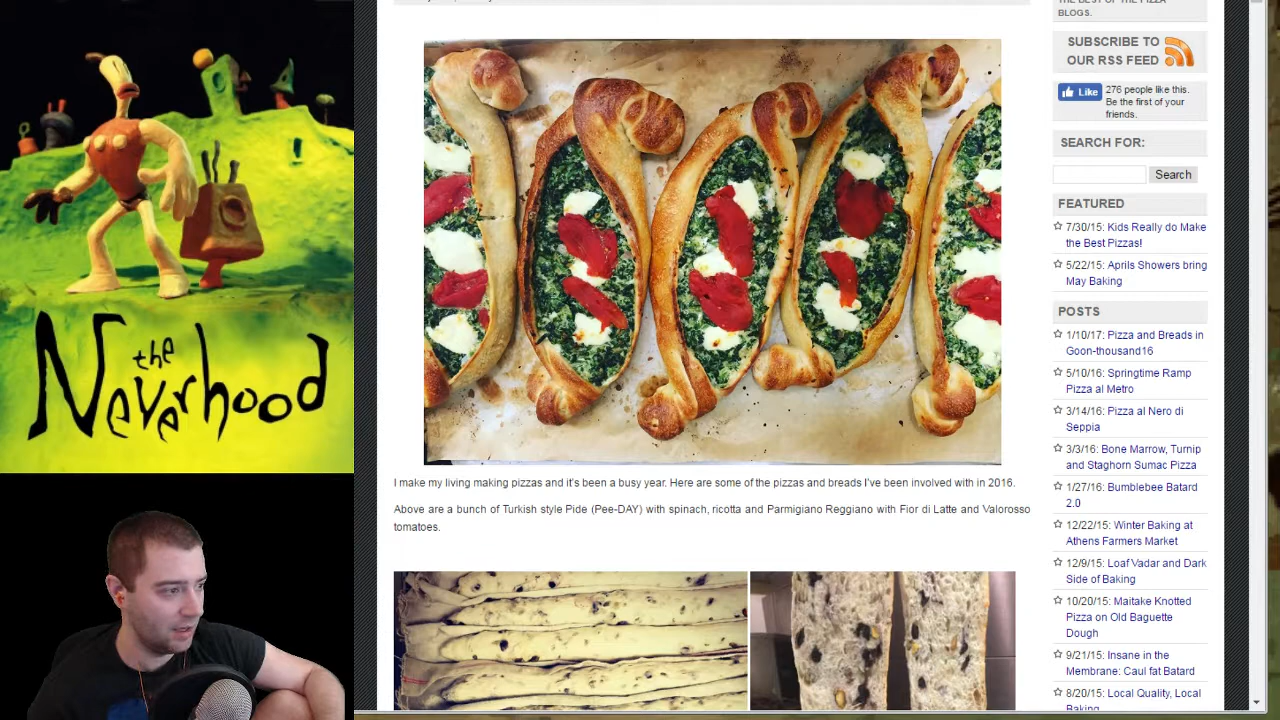 the
Neverhood
I make my living making pizzas and it's been a busy year. Here are some of the pizzas and breads I've been involved with in 2016.
Above are a bunch of Turkish style Pide (Pee-DAY) with spinach, ricotta and Parmigiano Reggiano with Fior di Latte and Valorosso
tomatoes.
BLOGS.
SUBSCRIBE TO
OUR RSS FEED
Like
276 people like this.
Be the first of your
friends.
SEARCH FOR:
Search
FEATURED
7/30/15: Kids Really do Make
the Best Pizzas!
5/22/15: Aprils Showers bring
May Baking
POSTS
1/10/17: Pizza and Breads in
Goon-thousand16
5/10/16: Springtime Ramp
Pizza al Metro
3/14/16: Pizza al Nero di
Seppia
3/3/16: Bone Marrow, Turnip
and Staghorn Sumac Pizza
1/27/16: Bumblebee Batard
2.0
12/22/15: Winter Baking at
Athens Farmers Market
12/9/15: Loaf Vadar and Dark
Side of Baking
10/20/15: Maitake Knotted
Pizza on Old Baguette
Dough
9/21/15: Insane in the
Membrane: Caul fat Batard
8/20/15: Local Quality, Local
Baking